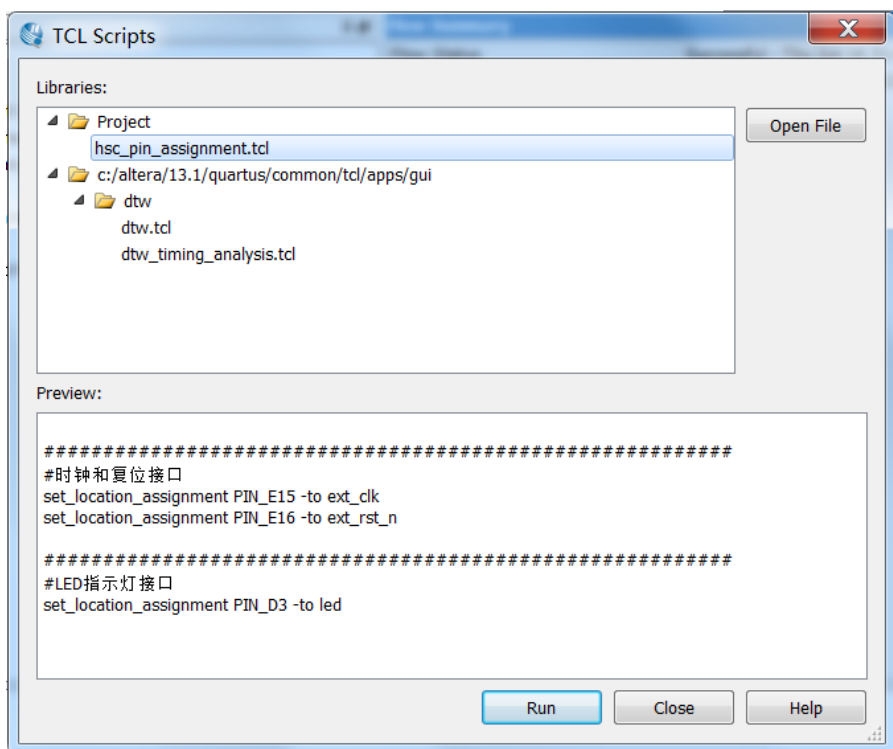 TCL Scripts
Libraries:
Project
Open File
hsc_pin_assignment.tcl
c:/altera/13.1/quartus/common/tcl/apps/gui
dtw
dtw.tcl
dtw_timing_analysis.tcl
Preview:
##########################################################
#时钟和复位接口
set_location_assignment PIN_E15 -to ext_clk
set_location_assignment PIN_E16 -to ext_rst_n
##########################################################
#LED指示灯接口
set_location_assignment PIN_D3 -to led
Run
Close
Help